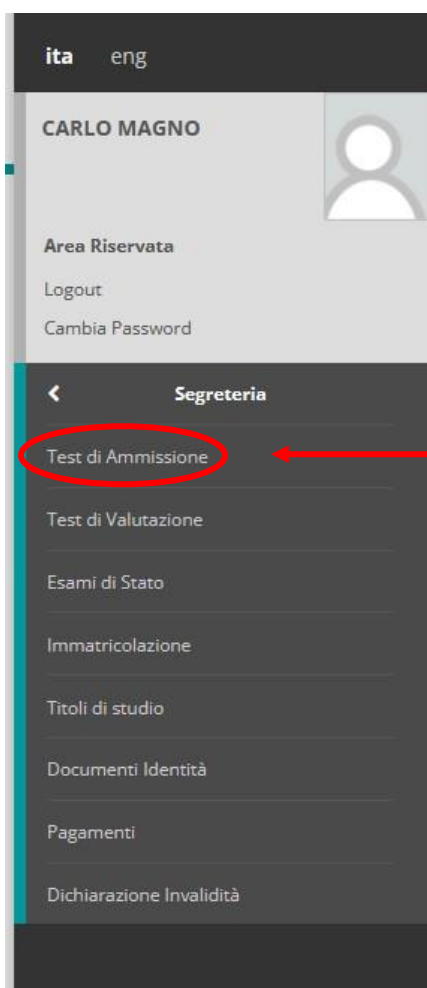 ita eng
CARLO MAGNO
Area Riservata
Logout
Cambia Password
Segreteria
Test di Ammissione
Test di Valutazione
Esami di Stato
Immatricolazione
Titoli di studio
Documenti Identità
Pagamenti
Dichiarazione Invalidità